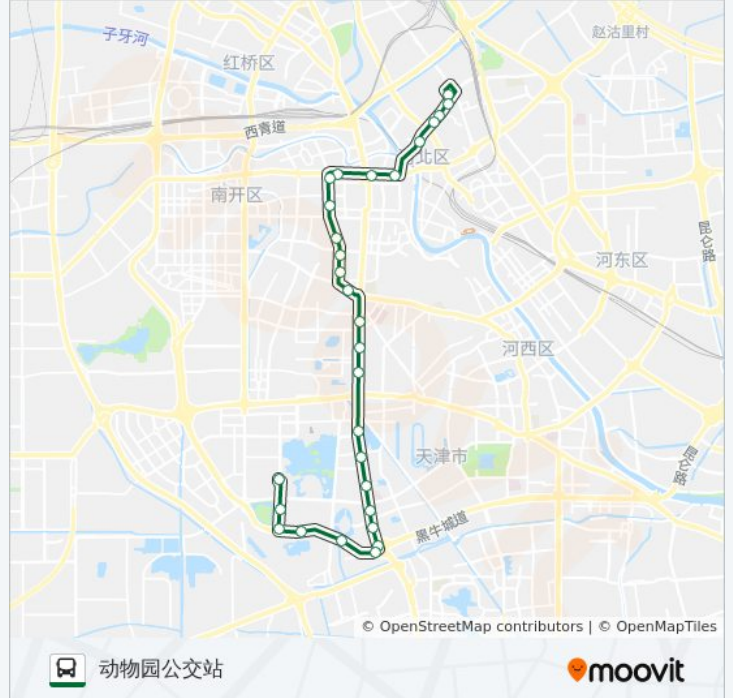 子牙河
赵沽里村
红桥区
西青道
北区
南开区
昆仑路
河东区
河西区
天津市
昆仑路
黑牛城道
© OpenStreetMap contributors | © OpenMapTiles
动物园公交站
moovit